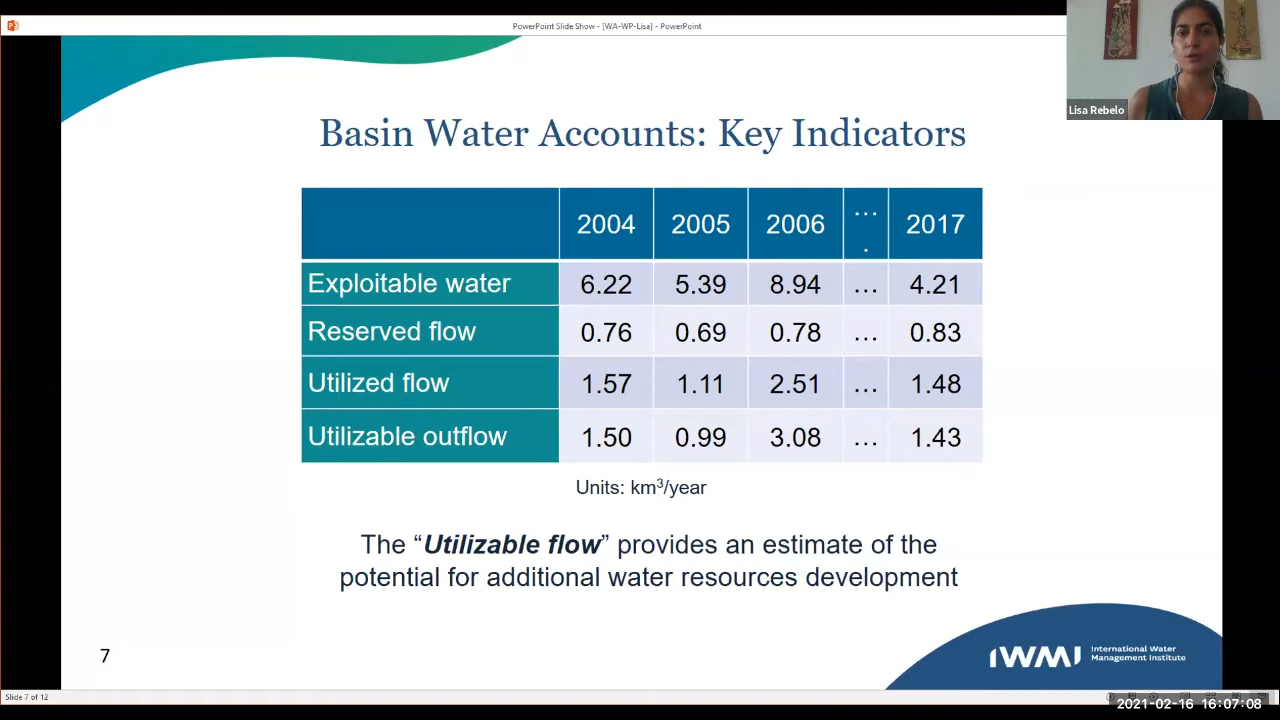 PowerPoint Slide Show - [WA-WP-Lisa] - PowerPoint
Lisa Rebelo
Basin Water Accounts: Key Indicators
2004 2005 2006 ... . 2017
Exploitable water 6.22 5.39 8.94 ... 4.21
Reserved flow 0.76 0.69 0.78 ... 0.83
Utilized flow 1.57 1.11 2.51 ... 1.48
Utilizable outflow 1.50 0.99 3.08 ... 1.43
Units: km³/year
The “Utilizable flow” provides an estimate of the
potential for additional water resources development
7
IWMI International Water
Management Institute
Slide 7 of 12
2021-02-16 16:07:08